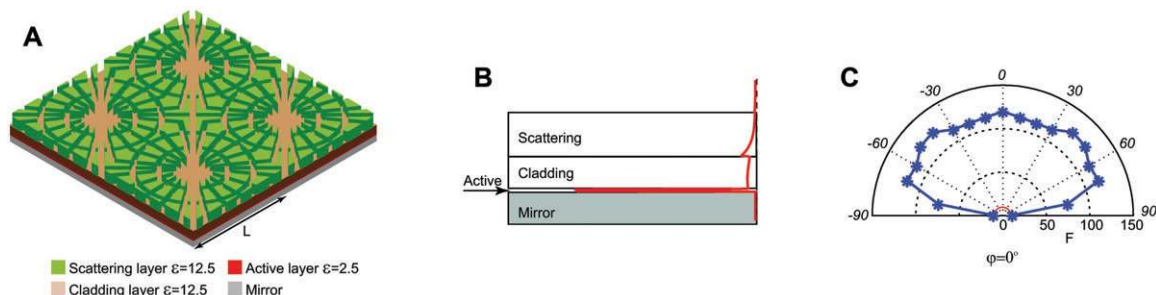 A
L
Scattering layer ε=12.5
Active layer ε=2.5
Cladding layer ε=12.5
Mirror
B
Scattering
Cladding
Active
Mirror
C
0
-30
30
-60
60
-90
90
0
50
100
150
F
φ=0°